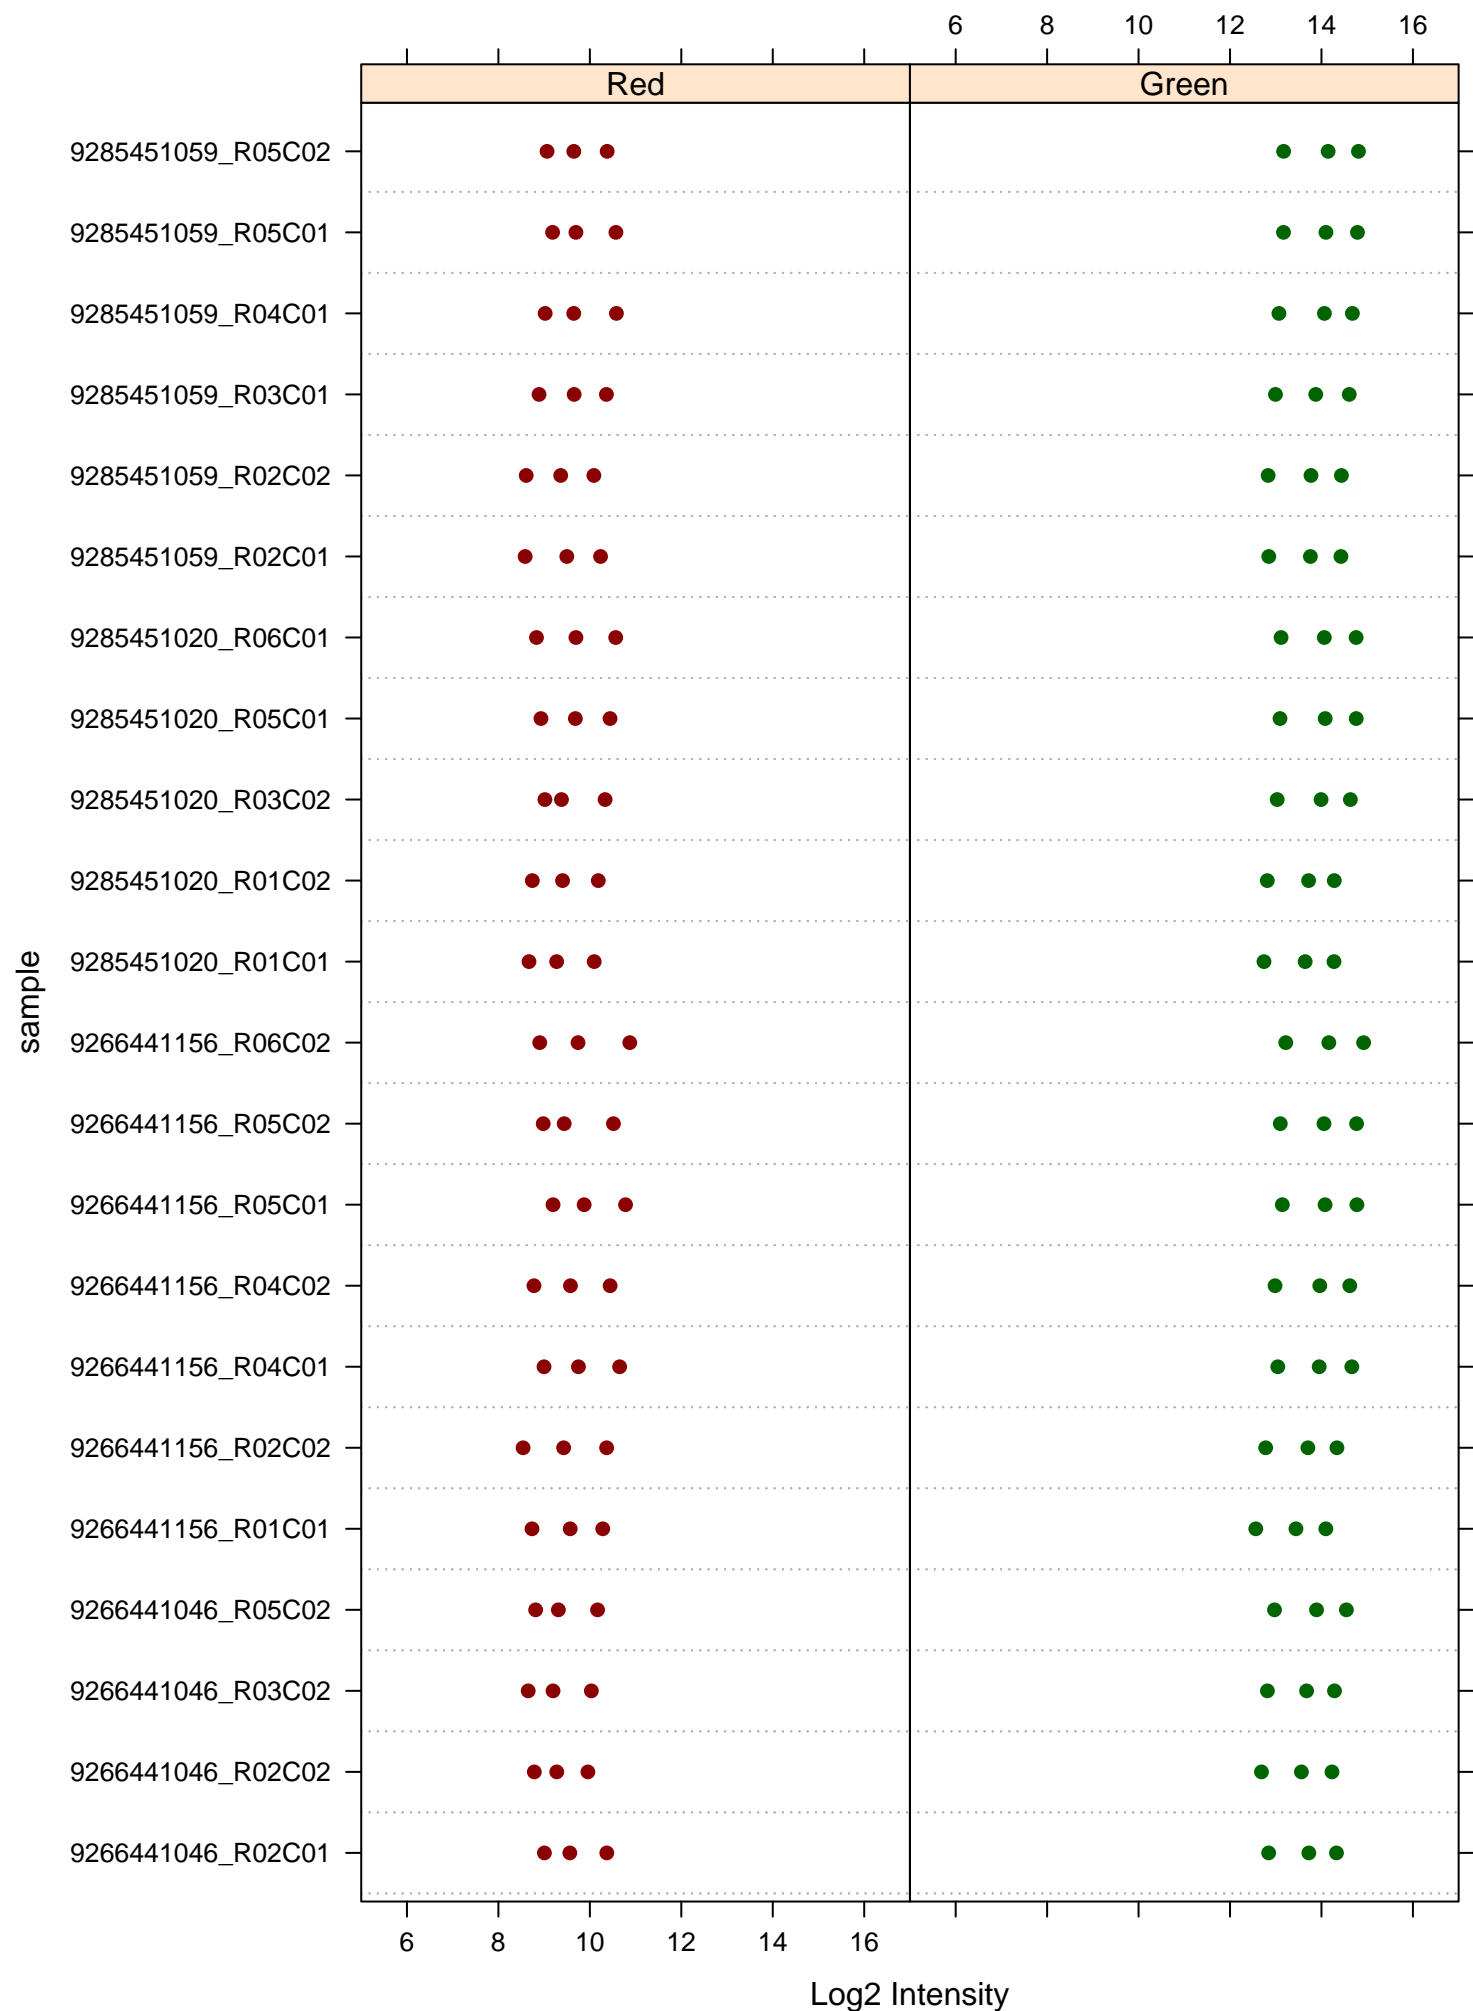 6 8 10 12 14 16
Red Green
9285451059_R05C02
9285451059_R05C01
9285451059_R04C01
9285451059_R03C01
9285451059_R02C02
9285451059_R02C01
9285451020_R06C01
9285451020_R05C01
9285451020_R03C02
9285451020_R01C02
9285451020_R01C01
sample
9266441156_R06C02
9266441156_R05C02
9266441156_R05C01
9266441156_R04C02
9266441156_R04C01
9266441156_R02C02
9266441156_R01C01
9266441046_R05C02
9266441046_R03C02
9266441046_R02C02
9266441046_R02C01
6 8 10 12 14 16
Log2 Intensity